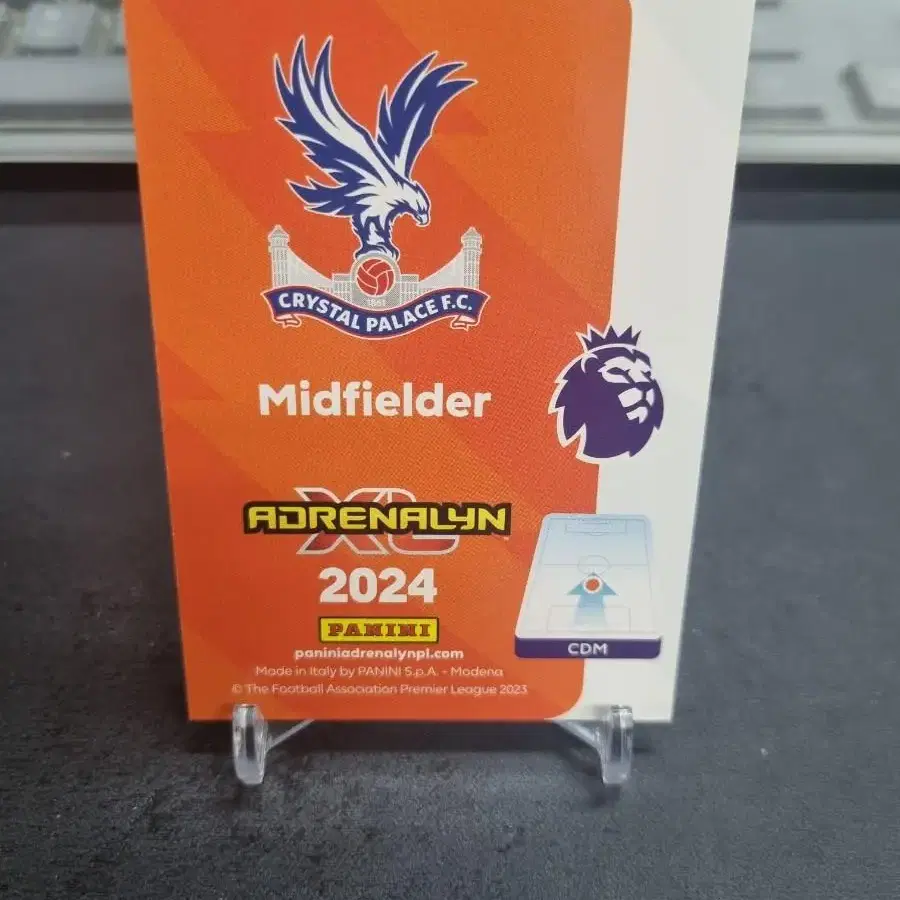 CRYSTAL PALACE F.C.
1861
Midfielder
ADRENALYN XL
2024
PANINI
paniniadrenalynpl.com
Made in Italy by PANINI S.p.A. - Modena
© The Football Association Premier League 2023
CDM